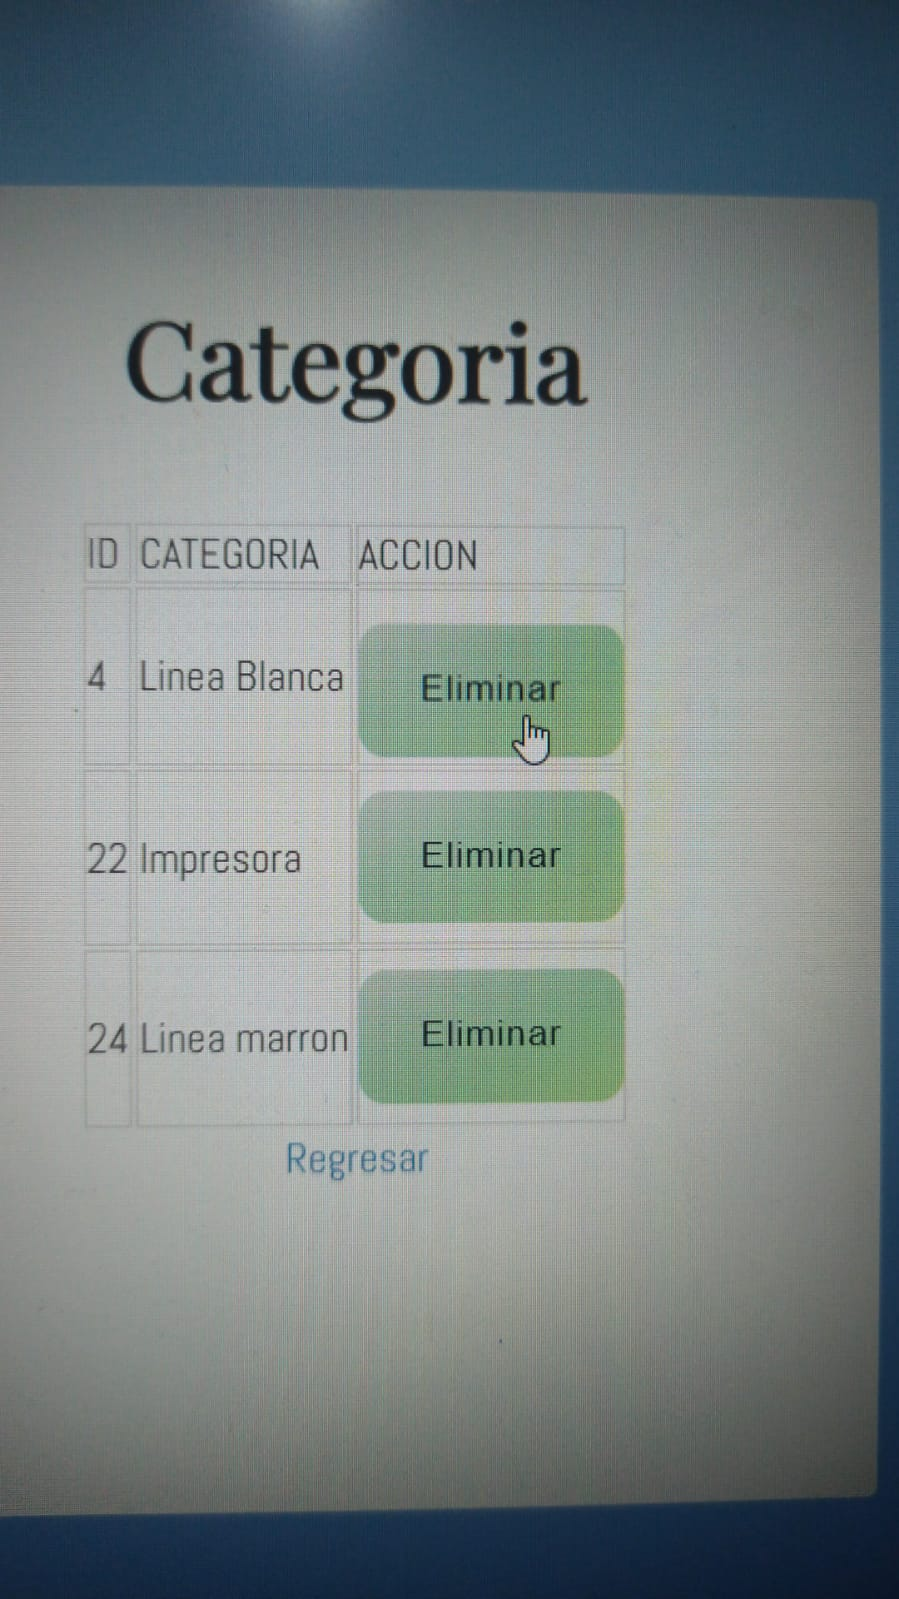 Categoria
ID CATEGORIA ACCION
4 Linea Blanca Eliminar
22 Impresora Eliminar
24 Linea marron Eliminar
Regresar